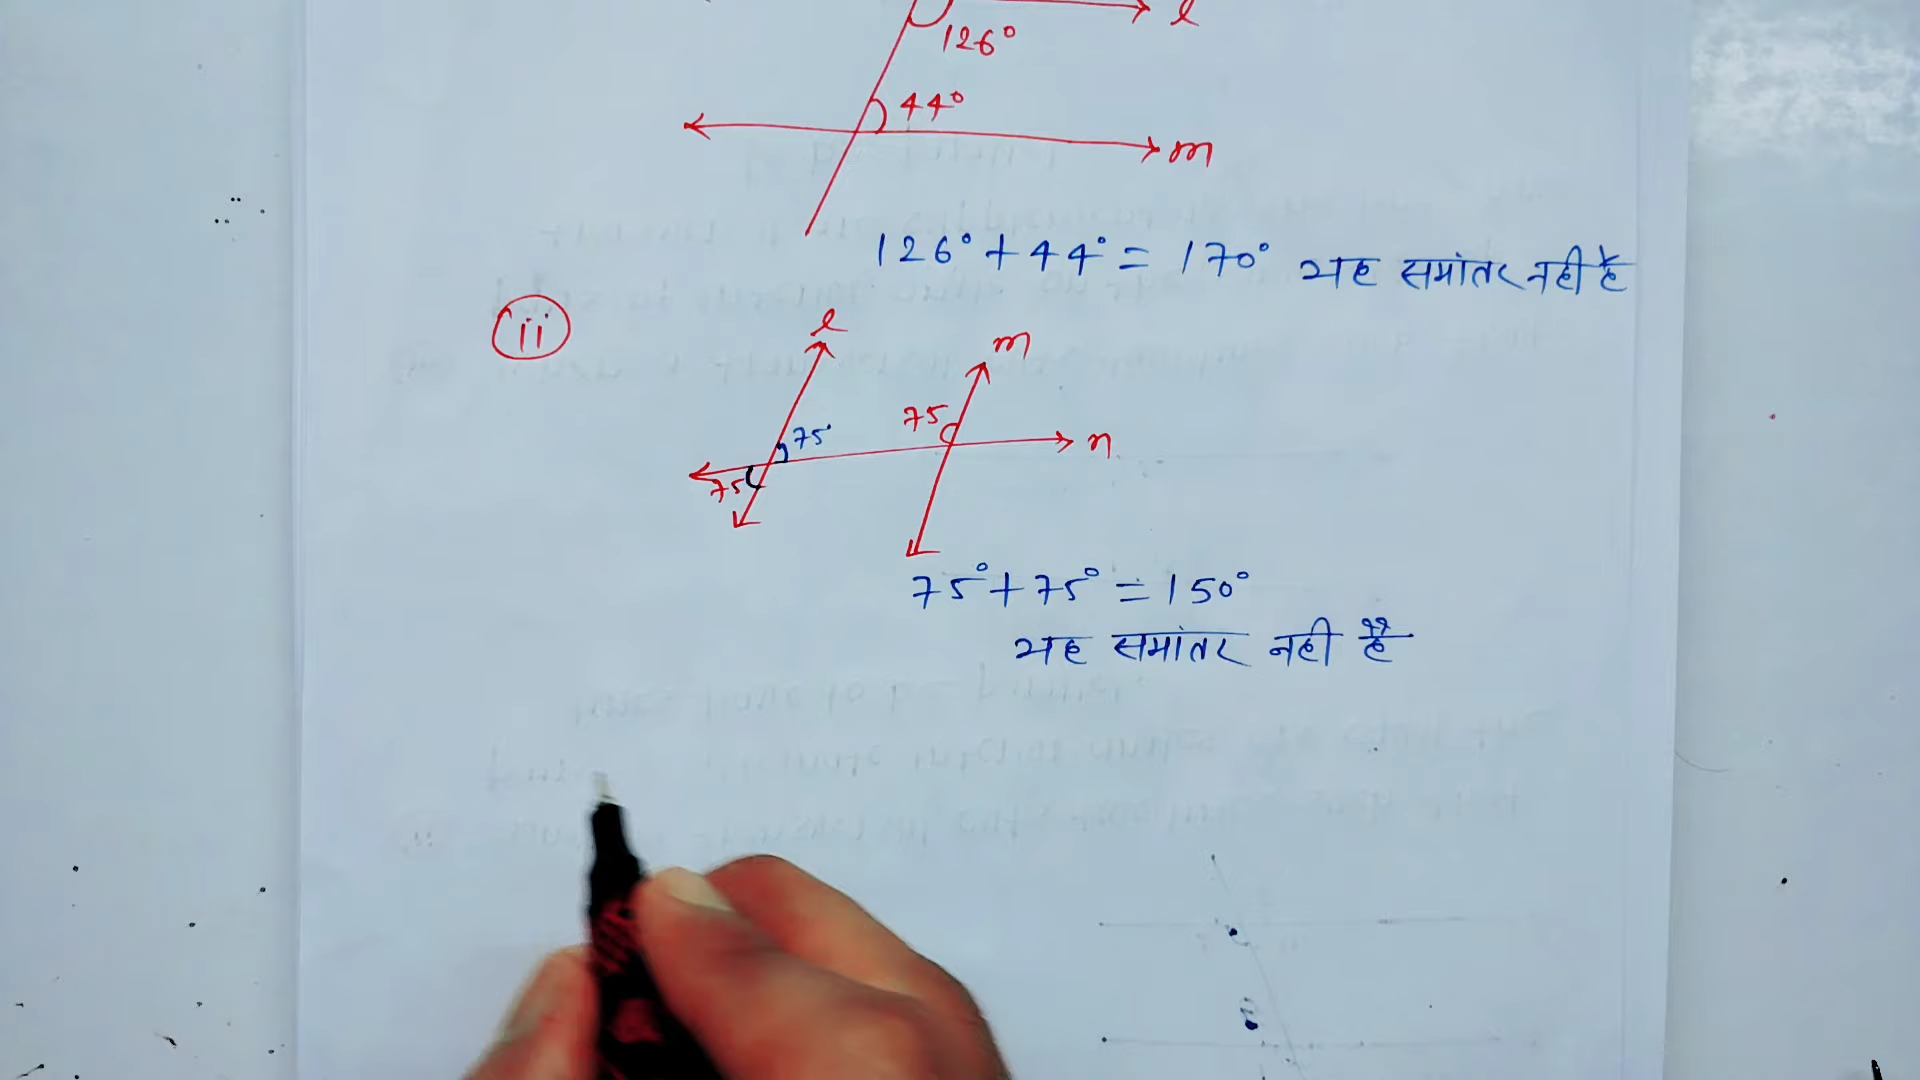 l
126°
44°
m
126° + 44° = 170° यह समांतर नही है
ii
l
m
75
75
n
75
75° + 75° = 150°
यह समांतर नही है